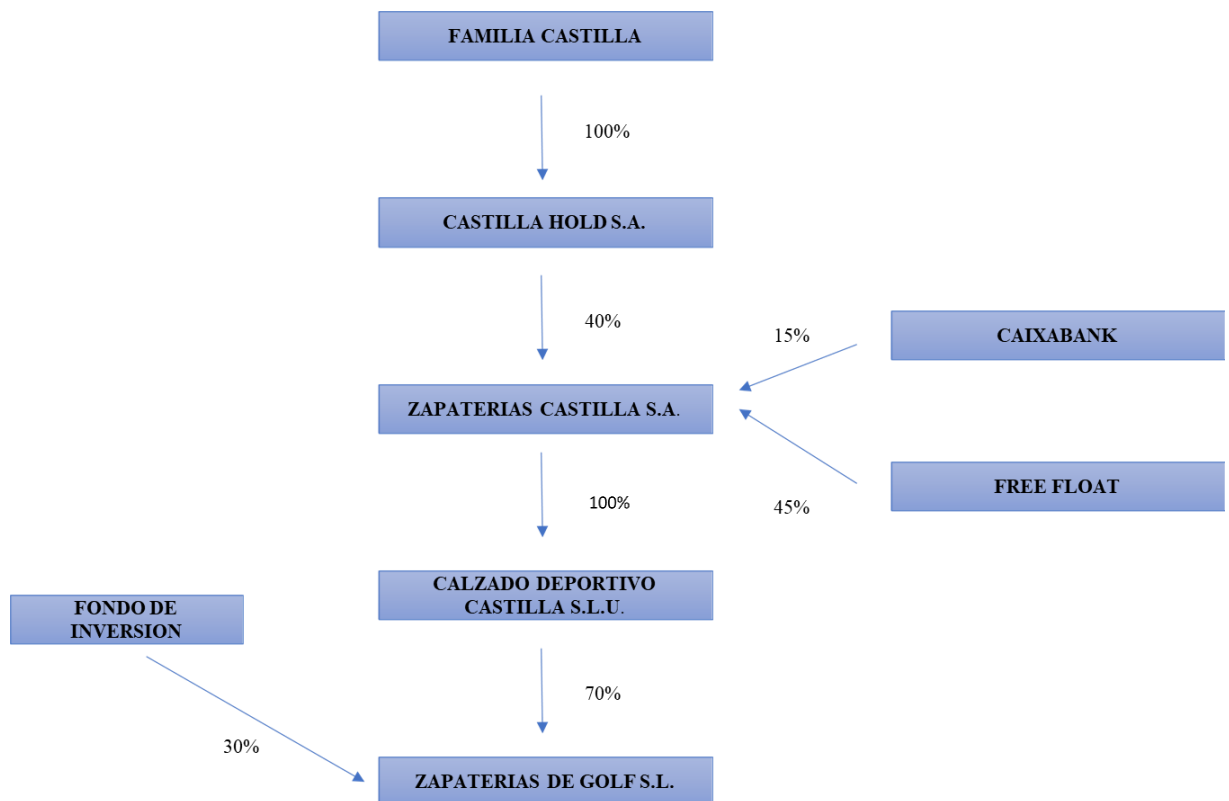 FAMILIA CASTILLA
100%
CASTILLA HOLD S.A.
40%
15%
CAIXABANK
ZAPATERIAS CASTILLA S.A.
FREE FLOAT
100%
45%
CALZADO DEPORTIVO
CASTILLA S.L.U.
FONDO DE
INVERSION
70%
30%
ZAPATERIAS DE GOLF S.L.